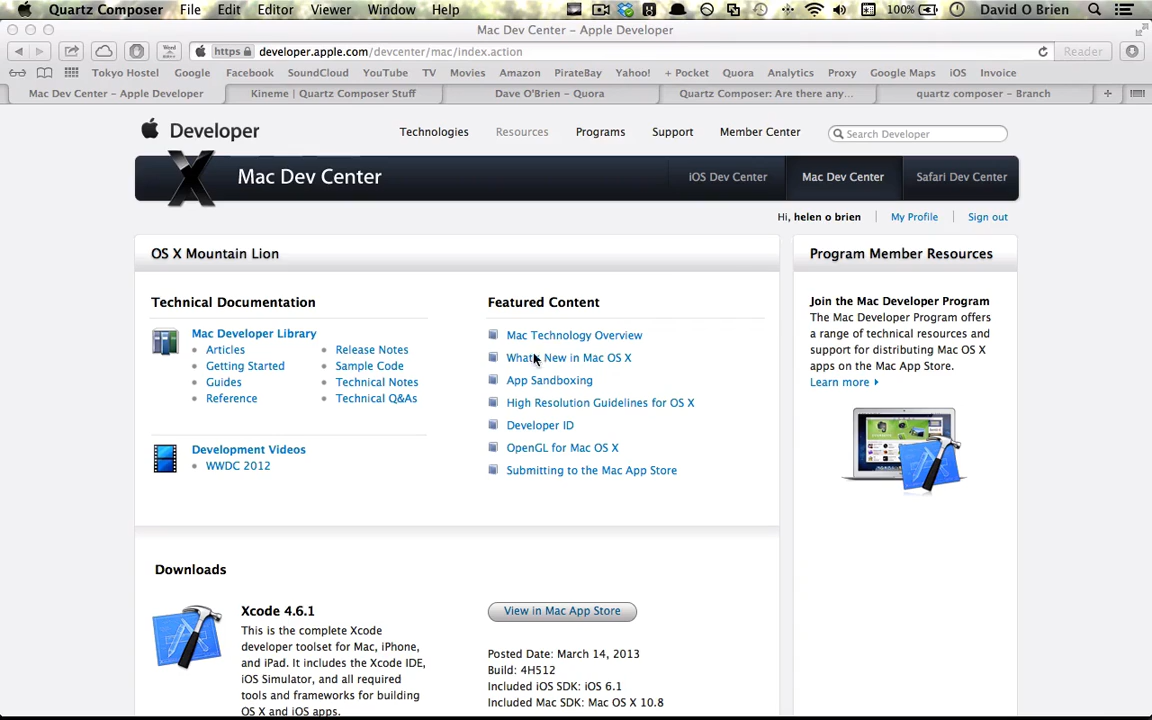 Quartz Composer File Edit Editor Viewer Window Help 100% David O Brien
Mac Dev Center – Apple Developer
https developer.apple.com/devcenter/mac/index.action Reader
Tokyo Hostel Google Facebook SoundCloud YouTube TV Movies Amazon PirateBay Yahoo! + Pocket Quora Analytics Proxy Google Maps iOS Invoice
Mac Dev Center – Apple Developer Kineme | Quartz Composer Stuff Dave O'Brien – Quora Quartz Composer: Are there any... quartz composer – Branch
Developer Technologies Resources Programs Support Member Center Search Developer
Mac Dev Center iOS Dev Center Mac Dev Center Safari Dev Center
Hi, helen o brien My Profile Sign out
OS X Mountain Lion
Technical Documentation
Mac Developer Library
Articles Release Notes
Getting Started Sample Code
Guides Technical Notes
Reference Technical Q&As
Development Videos
WWDC 2012
Featured Content
Mac Technology Overview
What's New in Mac OS X
App Sandboxing
High Resolution Guidelines for OS X
Developer ID
OpenGL for Mac OS X
Submitting to the Mac App Store
Program Member Resources
Join the Mac Developer Program
The Mac Developer Program offers
a range of technical resources and
support for distributing Mac OS X
apps on the Mac App Store.
Learn more
Downloads
Xcode 4.6.1
This is the complete Xcode
developer toolset for Mac, iPhone,
and iPad. It includes the Xcode IDE,
iOS Simulator, and all required
tools and frameworks for building
OS X and iOS apps.
View in Mac App Store
Posted Date: March 14, 2013
Build: 4H512
Included iOS SDK: iOS 6.1
Included Mac SDK: Mac OS X 10.8